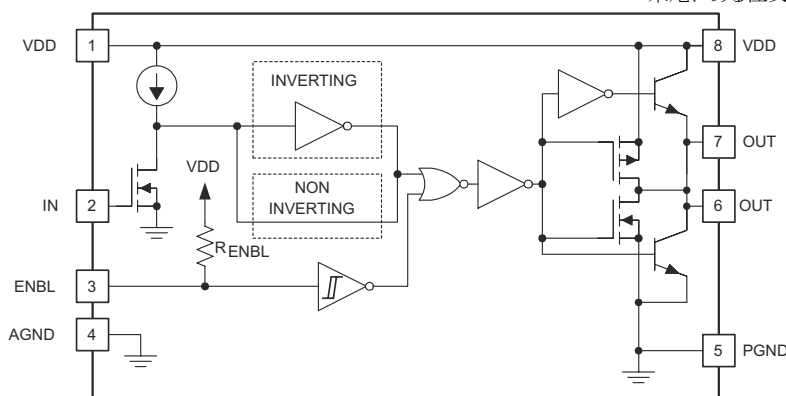 VDD 1
8 VDD
INVERTING
7 OUT
VDD
NON
INVERTING
IN 2
6 OUT
RENBL
ENBL 3
AGND 4
5 PGND